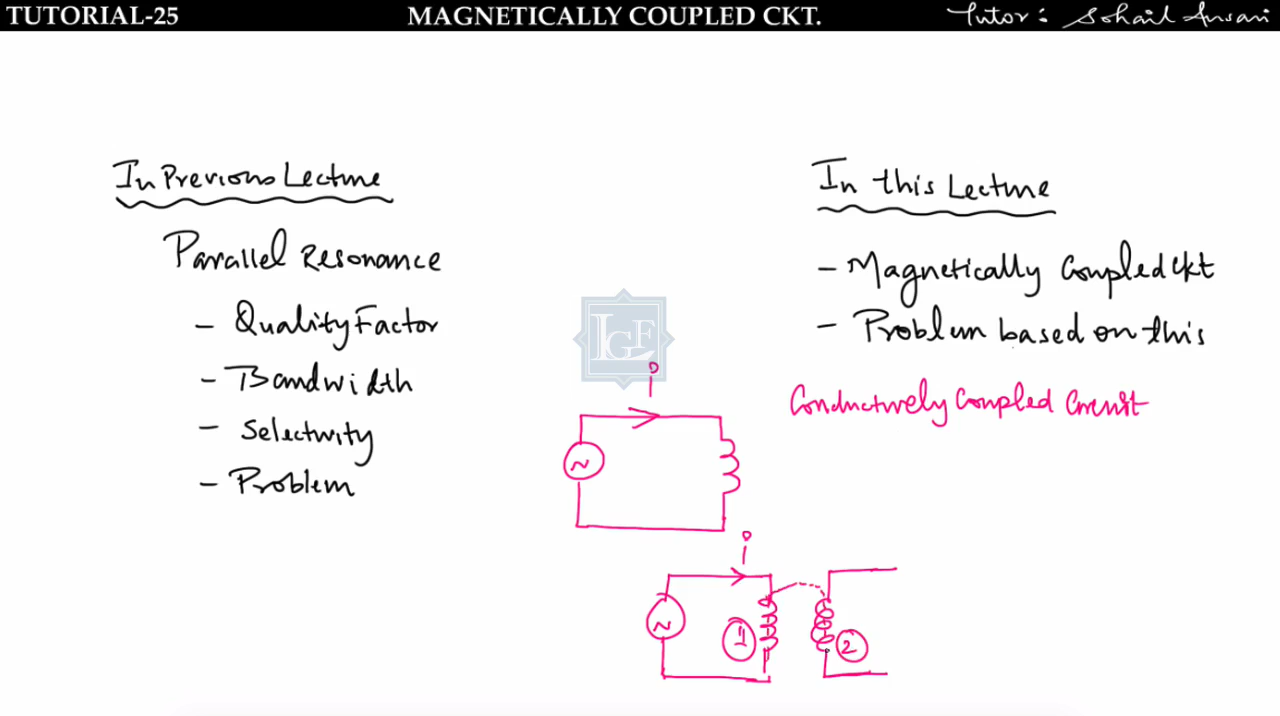 TUTORIAL-25
MAGNETICALLY COUPLED CKT.
Tutor: Sohail Ansari
In Previous Lecture
Parallel Resonance
- Quality Factor
- Bandwidth
- Selectivity
- Problem
In this Lecture
- Magnetically Coupled Ckt
- Problem based on this
Conductively Coupled Circuit
IGF
i
~
i
~
1
2